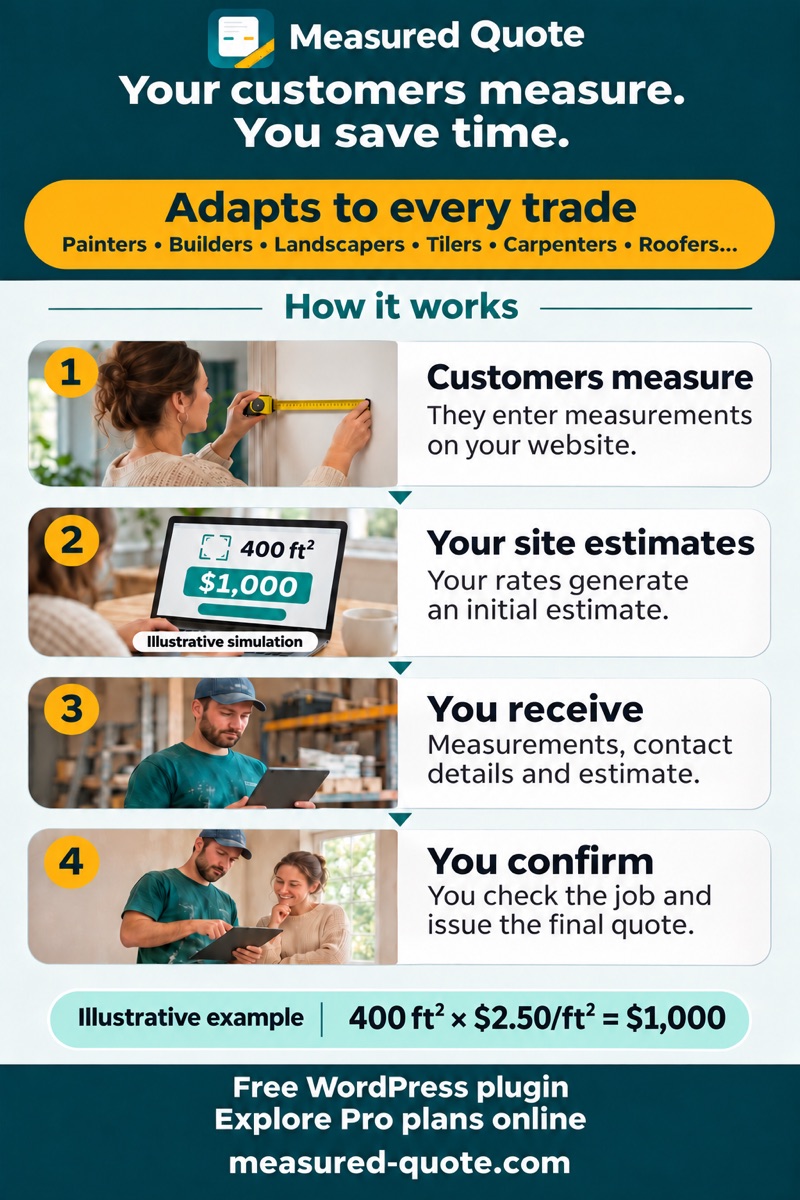 Measured Quote
Your customers measure.
You save time.
Adapts to every trade
Painters • Builders • Landscapers • Tilers • Carpenters • Roofers...
How it works
1
Customers measure
They enter measurements
on your website.
2
400 ft²
$1,000
Illustrative simulation
Your site estimates
Your rates generate
an initial estimate.
3
You receive
Measurements, contact
details and estimate.
4
You confirm
You check the job and
issue the final quote.
Illustrative example | 400 ft² × $2.50/ft² = $1,000
Free WordPress plugin
Explore Pro plans online
measured-quote.com